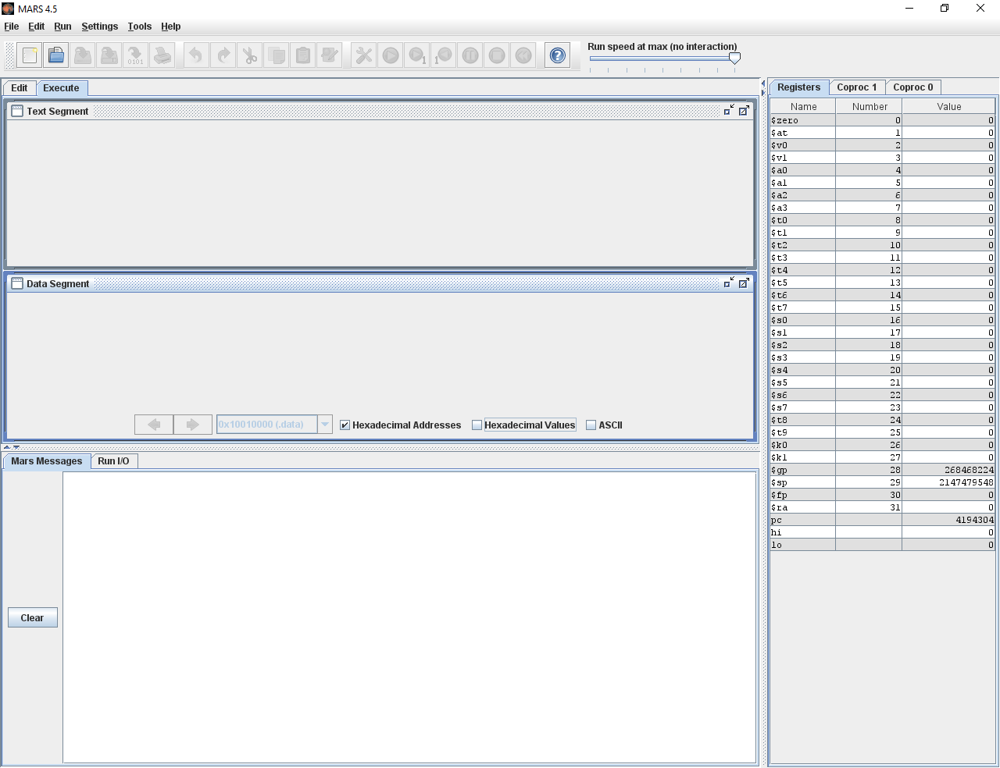 MARS 4.5
File Edit Run Settings Tools Help
Run speed at max (no interaction)
0101
1
1
?
Edit Execute
Text Segment
Data Segment
0x10010000 (.data) Hexadecimal Addresses Hexadecimal Values ASCII
Mars Messages Run I/O
Clear
Registers Coproc 1 Coproc 0
Name Number Value
$zero 0 0
$at 1 0
$v0 2 0
$v1 3 0
$a0 4 0
$a1 5 0
$a2 6 0
$a3 7 0
$t0 8 0
$t1 9 0
$t2 10 0
$t3 11 0
$t4 12 0
$t5 13 0
$t6 14 0
$t7 15 0
$s0 16 0
$s1 17 0
$s2 18 0
$s3 19 0
$s4 20 0
$s5 21 0
$s6 22 0
$s7 23 0
$t8 24 0
$t9 25 0
$k0 26 0
$k1 27 0
$gp 28 268468224
$sp 29 2147479548
$fp 30 0
$ra 31 0
pc 4194304
hi 0
lo 0